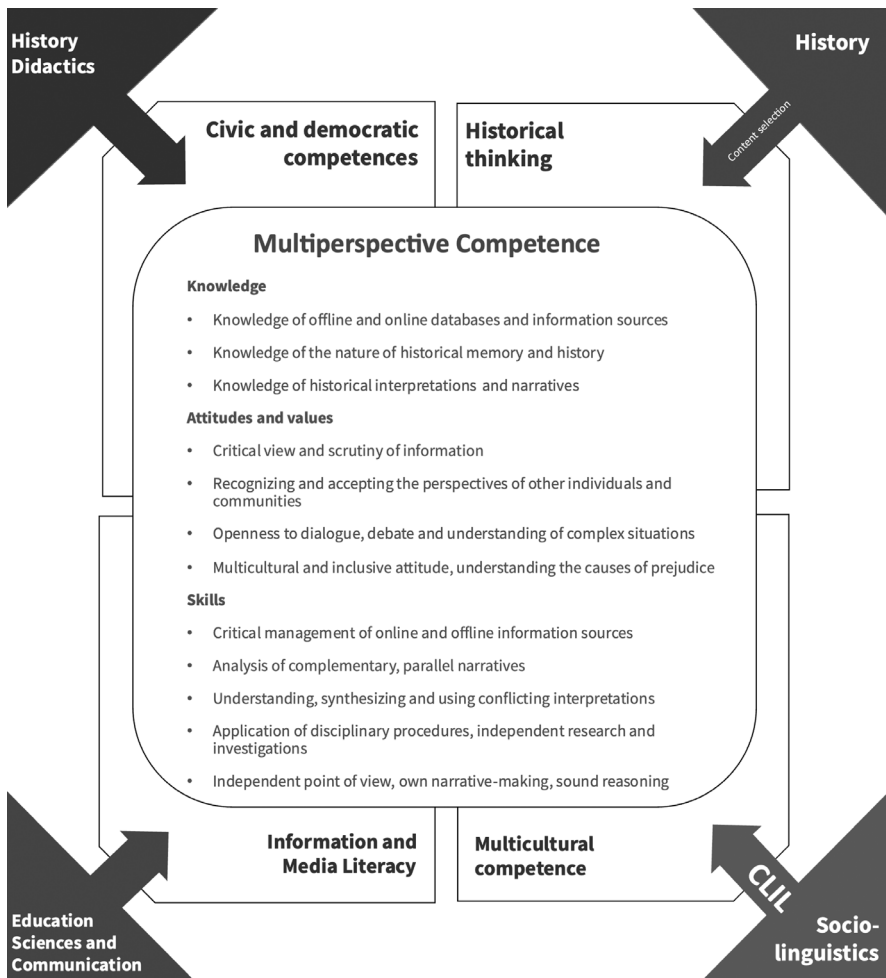 History
Didactics
History
Content selection
Civic and democratic
competences
Historical
thinking
Multiperspective Competence
Knowledge
• Knowledge of offline and online databases and information sources
• Knowledge of the nature of historical memory and history
• Knowledge of historical interpretations and narratives
Attitudes and values
• Critical view and scrutiny of information
• Recognizing and accepting the perspectives of other individuals and
communities
• Openness to dialogue, debate and understanding of complex situations
• Multicultural and inclusive attitude, understanding the causes of prejudice
Skills
• Critical management of online and offline information sources
• Analysis of complementary, parallel narratives
• Understanding, synthesizing and using conflicting interpretations
• Application of disciplinary procedures, independent research and
investigations
• Independent point of view, own narrative-making, sound reasoning
Information and
Media Literacy
Multicultural
competence
CLIL
Education
Sciences and
Communication
Socio-
linguistics